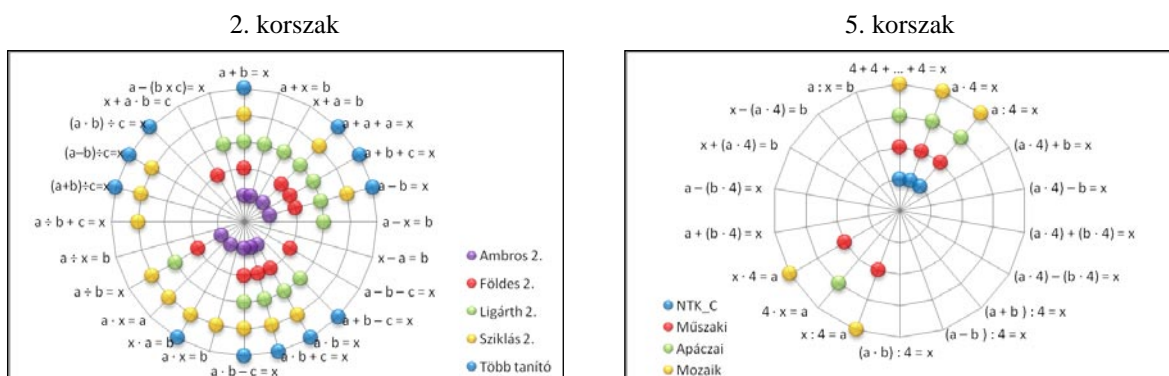 2. korszak
5. korszak
a + b = x
a + x = b
x + a = b
a + a + a = x
a + b + c = x
a - b = x
a - x = b
x - a = b
a - b - c = x
a + b - c = x
a · b = x
a · b + c = x
a · b - c = x
a · x = b
x · a = b
a · x = a
a ÷ b = x
a ÷ x = b
a ÷ b + c = x
(a+b)÷c=x
(a-b)÷c=x
(a · b) ÷ c = x
x + a · b = c
a - (b x c)= x
Ambros 2.
Földes 2.
Ligárth 2.
Sziklás 2.
Több tanító
4 + 4 + ... + 4 = x
a · 4 = x
a : 4 = x
(a · 4) + b = x
(a · 4) - b = x
(a · 4) + (b · 4) = x
(a · 4) - (b · 4) = x
(a + b ) : 4 = x
(a - b ) : 4 = x
(a · b) : 4 = x
x : 4 = a
4 · x = a
x · 4 = a
a + (b · 4) = x
a - (b · 4) = x
x + (a · 4) = b
x - (a · 4) = b
a : x = b
NTK_C
Műszaki
Apáczai
Mozaik